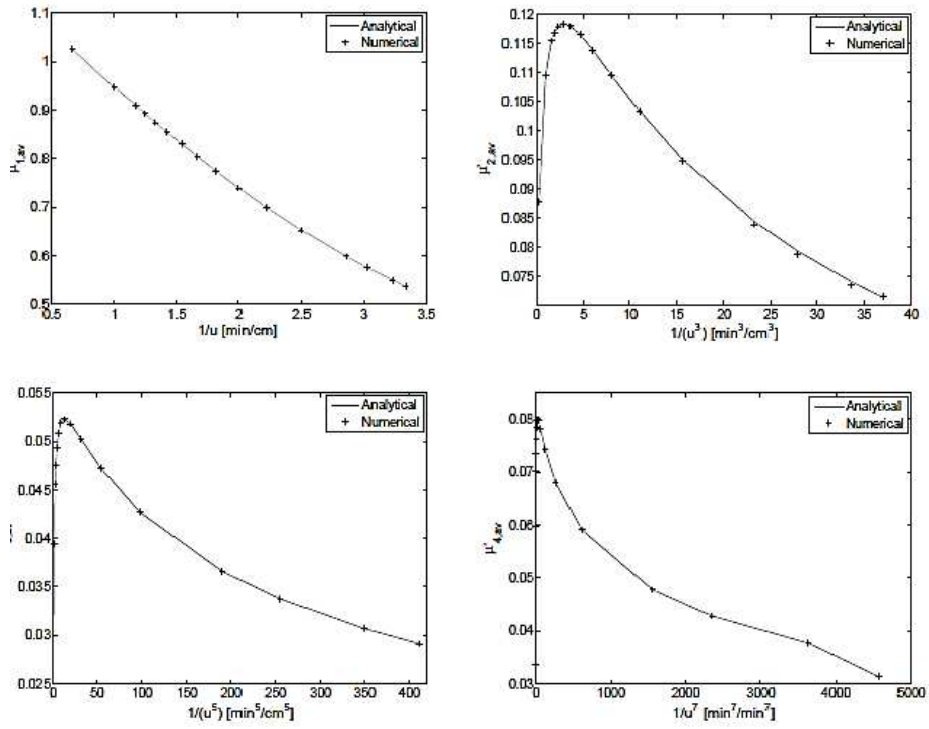 1.1
1
0.9
0.8
0.7
0.6
0.5
μ1,av
0.5 1 1.5 2 2.5 3 3.5
1/u [min/cm]
Analytical
Numerical
0.12
0.115
0.11
0.105
0.1
0.095
0.09
0.085
0.08
0.075
μ'2,av
0 5 10 15 20 25 30 35 40
1/(u³) [min³/cm³]
Analytical
Numerical
0.055
0.05
0.045
0.04
0.035
0.03
0.025
0 50 100 150 200 250 300 350 400
1/(u⁵) [min⁵/cm⁵]
Analytical
Numerical
0.08
0.07
0.06
0.05
0.04
0.03
μ'4,av
0 1000 2000 3000 4000 5000
1/u⁷ [min⁷/min⁷]
Analytical
Numerical